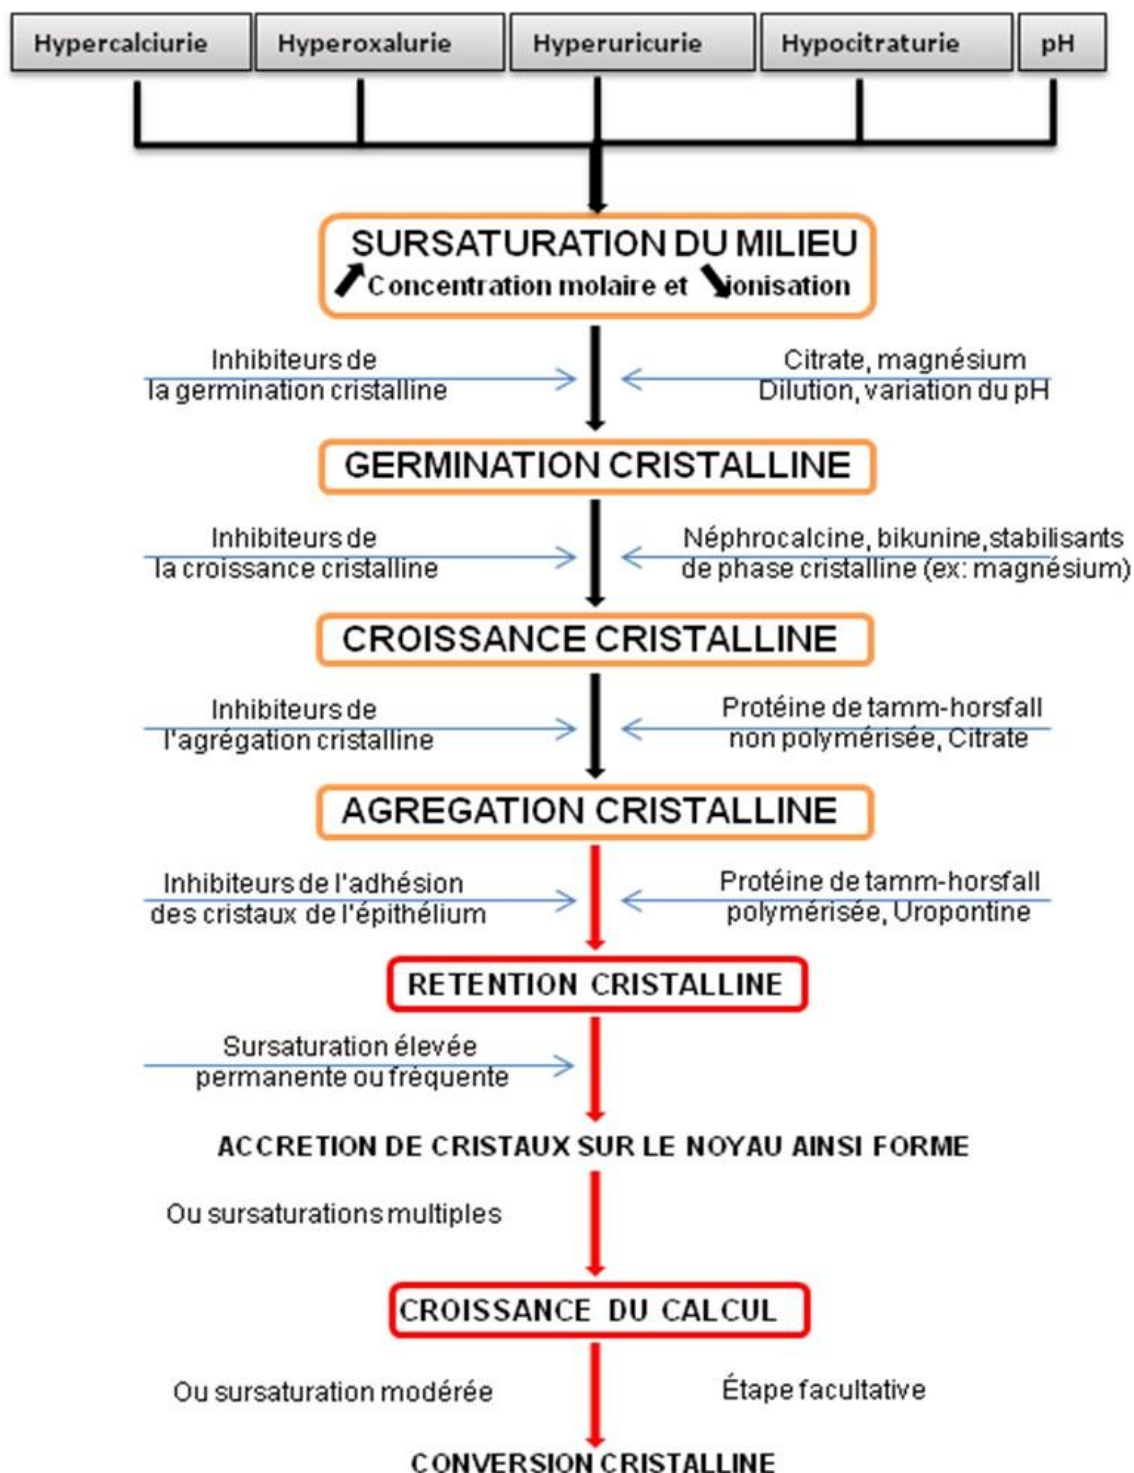 Hypercalciurie
Hyperoxalurie
Hyperuricurie
Hypocitraturie
pH
SURSATURATION DU MILIEU
Concentration molaire et ionisation
Inhibiteurs de
la germination cristalline
Citrate, magnésium
Dilution, variation du pH
GERMINATION CRISTALLINE
Inhibiteurs de
la croissance cristalline
Néphrocalcine, bikunine,stabilisants
de phase cristalline (ex: magnésium)
CROISSANCE CRISTALLINE
Inhibiteurs de
l'agrégation cristalline
Protéine de tamm-horsfall
non polymérisée, Citrate
AGREGATION CRISTALLINE
Inhibiteurs de l'adhésion
des cristaux de l'épithélium
Protéine de tamm-horsfall
polymérisée, Uropontine
RETENTION CRISTALLINE
Sursaturation élevée
permanente ou fréquente
ACCRETION DE CRISTAUX SUR LE NOYAU AINSI FORME
Ou sursaturations multiples
CROISSANCE DU CALCUL
Ou sursaturation modérée
Étape facultative
CONVERSION CRISTALLINE